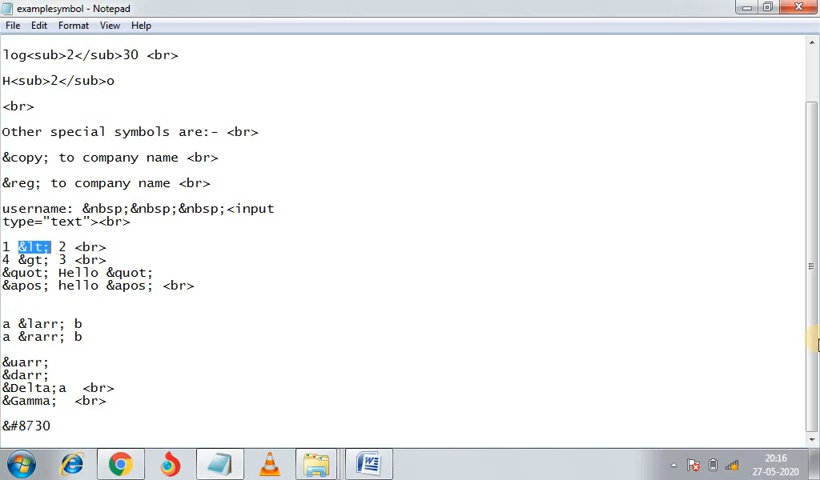 examplesymbol - Notepad
File Edit Format View Help
log<sub>2</sub>30 <br>
H<sub>2</sub>o
<br>
Other special symbols are:- <br>
&copy; to company name <br>
&reg; to company name <br>
username: &nbsp;&nbsp;&nbsp;<input
type="text"><br>
1 &lt; 2 <br>
4 &gt; 3 <br>
&quot; Hello &quot;
&apos; hello &apos; <br>
a &larr; b
a &rarr; b
&uarr;
&darr;
&Delta;a <br>
&Gamma; <br>
&#8730
20:16
27-05-2020